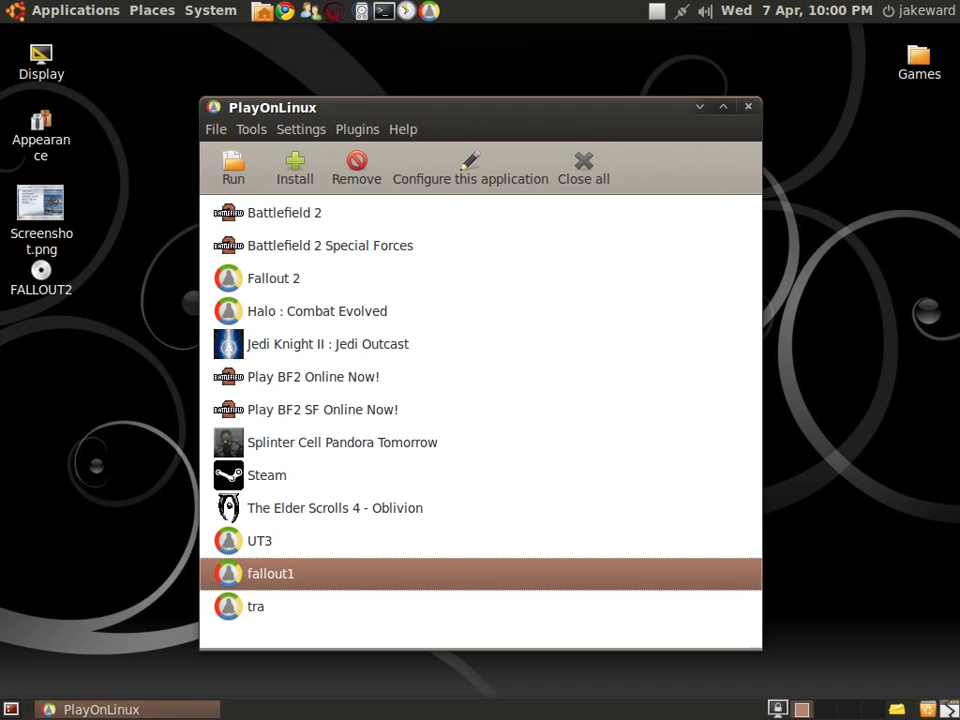 Applications Places System
Wed 7 Apr, 10:00 PM jakeward
Display
Games
Appearan
ce
Screensho
t.png
FALLOUT2
PlayOnLinux
File Tools Settings Plugins Help
Run Install Remove Configure this application Close all
Battlefield 2
Battlefield 2 Special Forces
Fallout 2
Halo : Combat Evolved
Jedi Knight II : Jedi Outcast
Play BF2 Online Now!
Play BF2 SF Online Now!
Splinter Cell Pandora Tomorrow
Steam
The Elder Scrolls 4 - Oblivion
UT3
fallout1
tra
PlayOnLinux